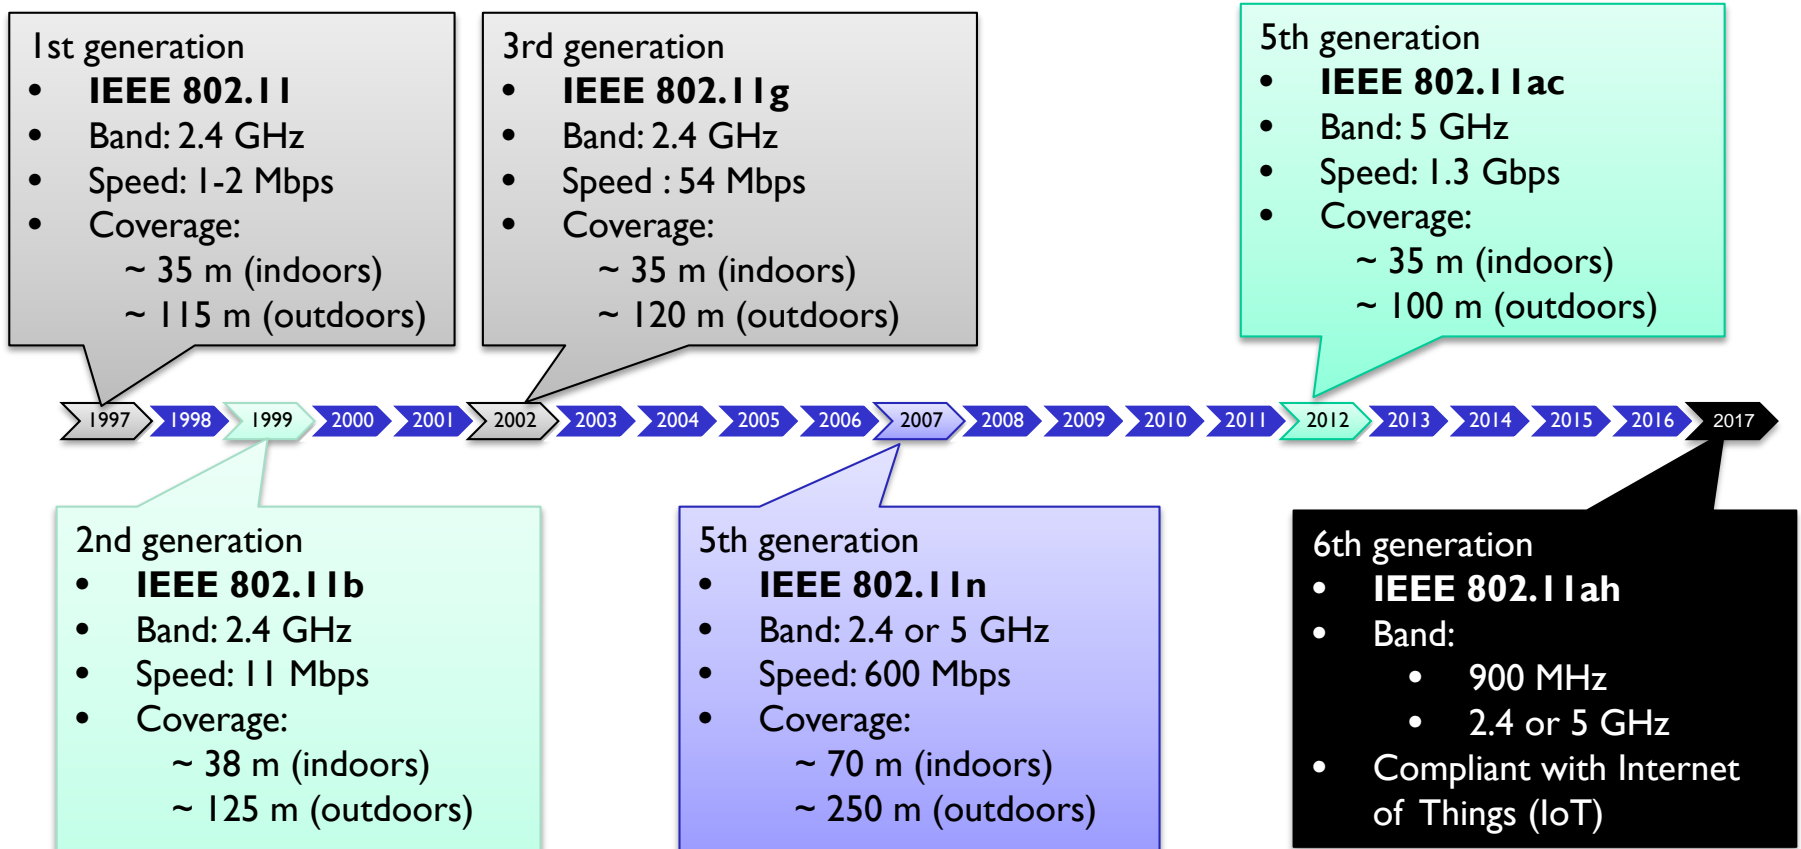 1st generation
• IEEE 802.11
• Band: 2.4 GHz
• Speed: 1-2 Mbps
• Coverage:
~ 35 m (indoors)
~ 115 m (outdoors)
3rd generation
• IEEE 802.11g
• Band: 2.4 GHz
• Speed : 54 Mbps
• Coverage:
~ 35 m (indoors)
~ 120 m (outdoors)
5th generation
• IEEE 802.11ac
• Band: 5 GHz
• Speed: 1.3 Gbps
• Coverage:
~ 35 m (indoors)
~ 100 m (outdoors)
1997 1998 1999 2000 2001 2002 2003 2004 2005 2006 2007 2008 2009 2010 2011 2012 2013 2014 2015 2016 2017
2nd generation
• IEEE 802.11b
• Band: 2.4 GHz
• Speed: 11 Mbps
• Coverage:
~ 38 m (indoors)
~ 125 m (outdoors)
5th generation
• IEEE 802.11n
• Band: 2.4 or 5 GHz
• Speed: 600 Mbps
• Coverage:
~ 70 m (indoors)
~ 250 m (outdoors)
6th generation
• IEEE 802.11ah
• Band:
• 900 MHz
• 2.4 or 5 GHz
• Compliant with Internet
of Things (IoT)